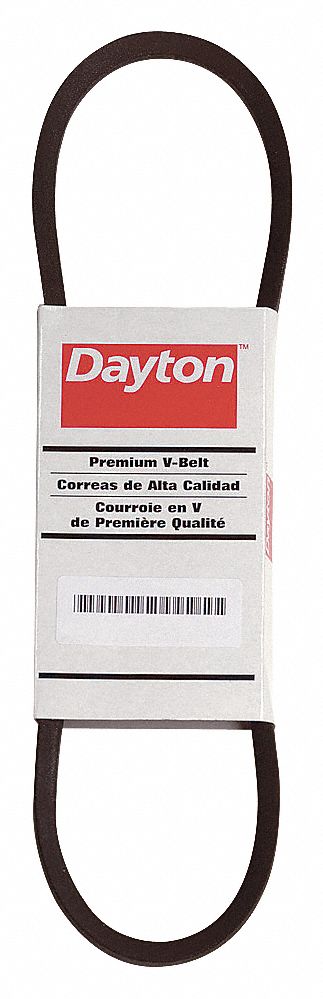 Dayton™
Premium V-Belt
Correas de Alta Calidad
Courroie en V
de Première Qualité